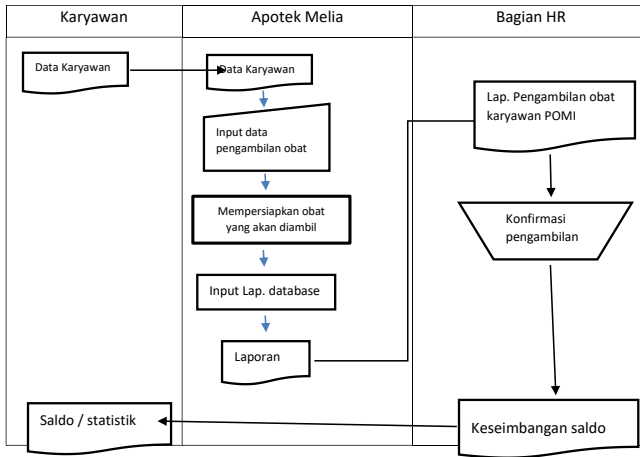 Karyawan
Apotek Melia
Bagian HR
Data Karyawan
Data Karyawan
Input data
pengambilan obat
Mempersiapkan obat
yang akan diambil
Input Lap. database
Laporan
Lap. Pengambilan obat
karyawan POMI
Konfirmasi
pengambilan
Keseimbangan saldo
Saldo / statistik